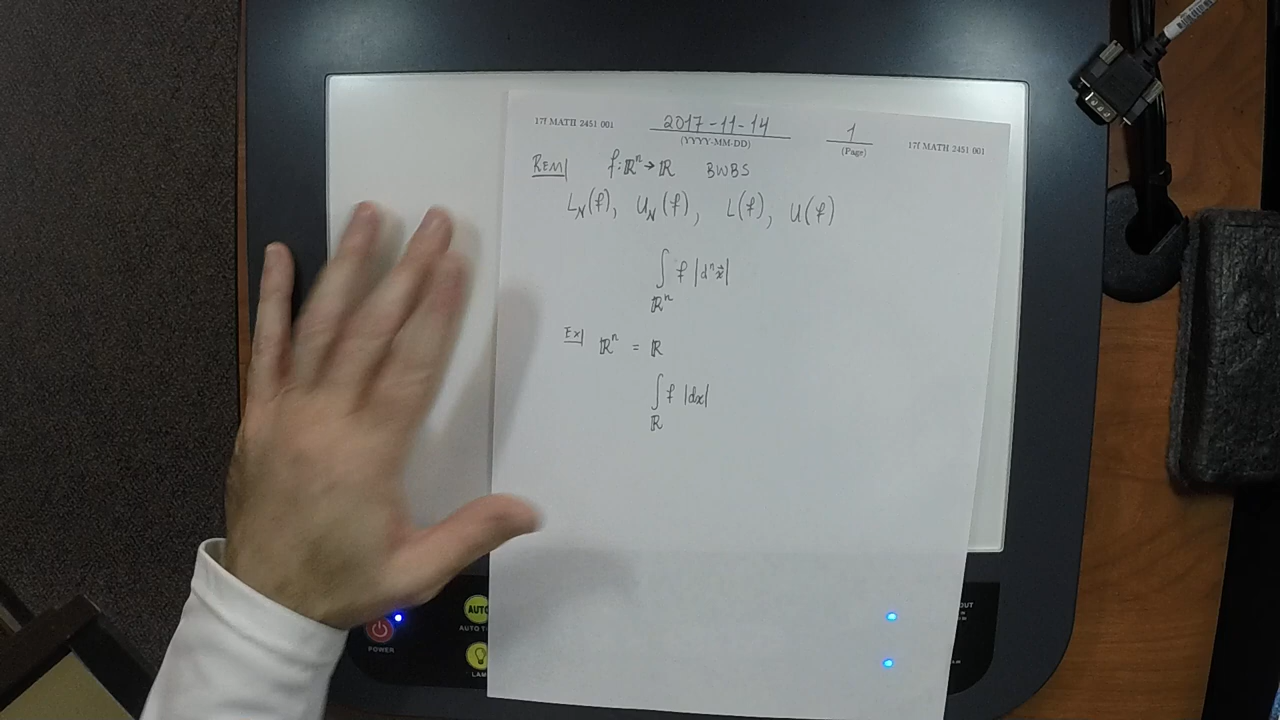 17f MATH 2451 001 2017-11-14 1 17f MATH 2451 001
(YYYY-MM-DD) (Page)
REM f: ℝⁿ → ℝ BWBS
L_N(f), U_N(f), L(f), U(f)
∫_{ℝⁿ} f |dⁿx⃗|
Ex ℝⁿ = ℝ
∫_ℝ f |dx|
AUTO
POWER
LAM